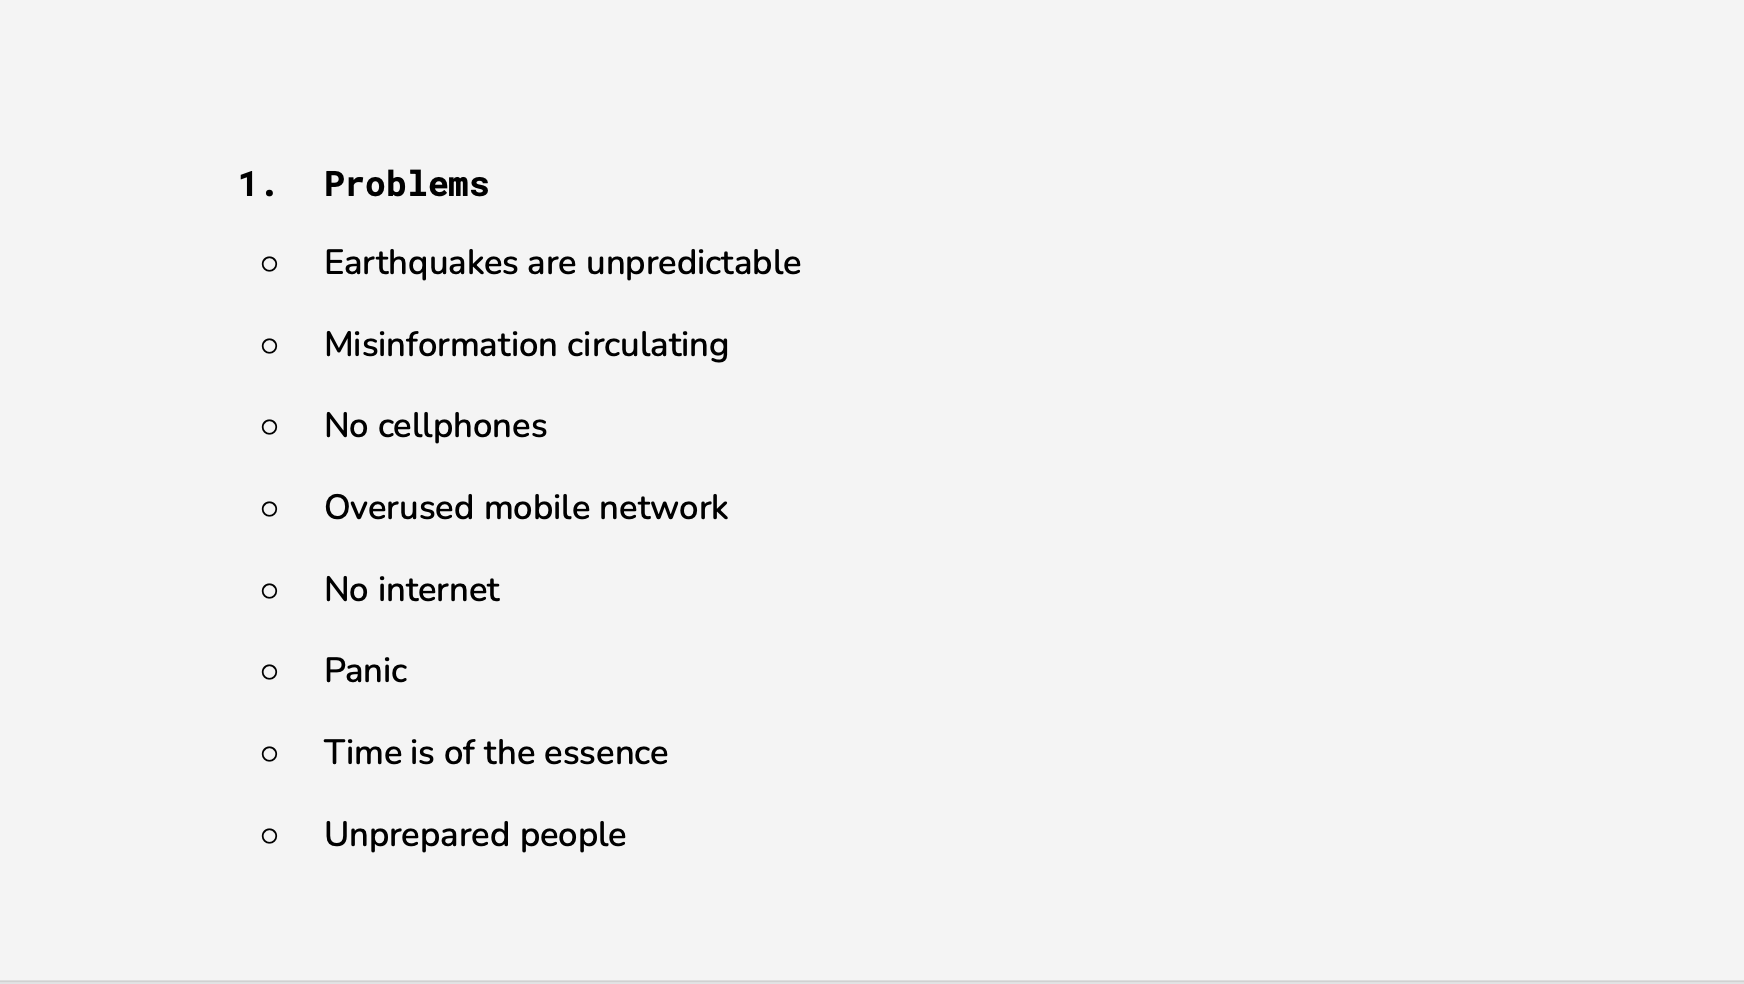 1. Problems
○ Earthquakes are unpredictable
○ Misinformation circulating
○ No cellphones
○ Overused mobile network
○ No internet
○ Panic
○ Time is of the essence
○ Unprepared people